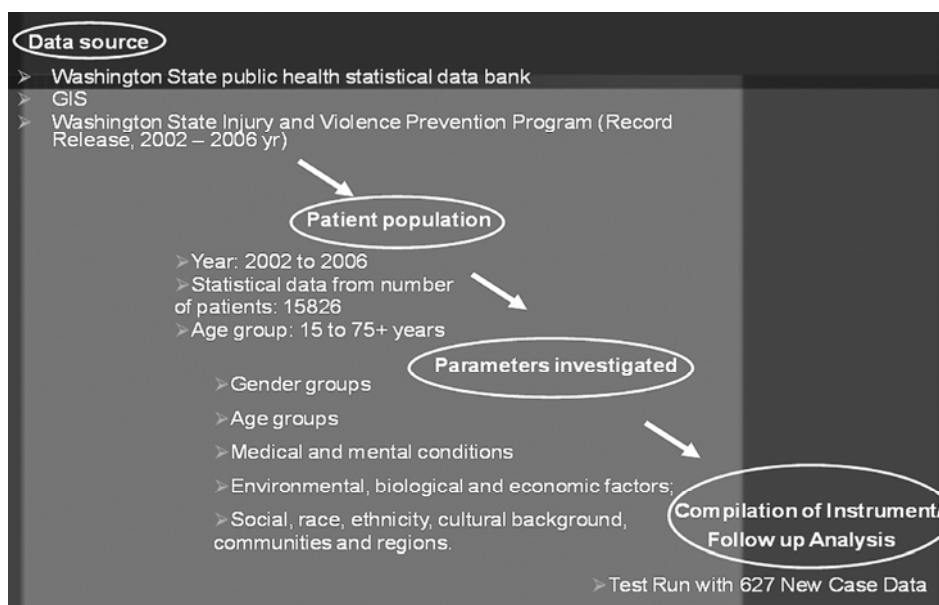 Data source
➢ Washington State public health statistical data bank
➢ GIS
➢ Washington State Injury and Violence Prevention Program (Record
Release, 2002 – 2006 yr)
Patient population
➢Year: 2002 to 2006
➢Statistical data from number
of patients: 15826
➢Age group: 15 to 75+ years
Parameters investigated
➢Gender groups
➢Age groups
➢Medical and mental conditions
➢Environmental, biological and economic factors;
➢Social, race, ethnicity, cultural background,
communities and regions.
Compilation of Instrument/
Follow up Analysis
➢Test Run with 627 New Case Data